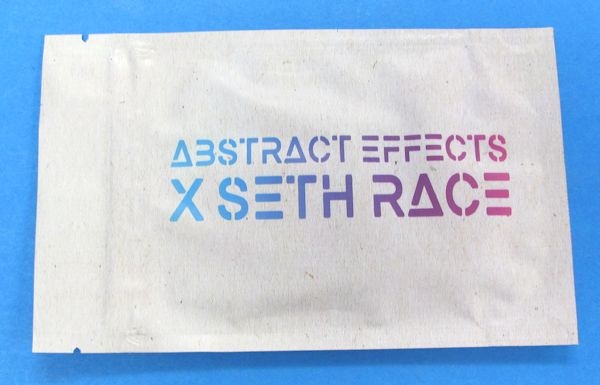 ABSTRACT EFFECTS
X SETH RACE